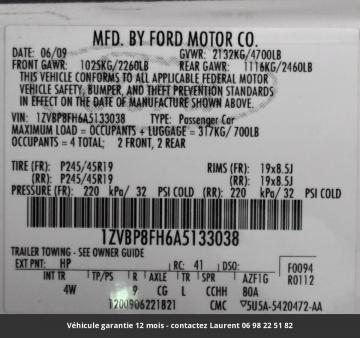 MFD. BY FORD MOTOR CO.
DATE: 06/09 GVWR: 2132KG/4700LB
FRONT GAWR: 1025KG/2260LB REAR GAWR: 1116KG/2460LB
THIS VEHICLE CONFORMS TO ALL APPLICABLE FEDERAL MOTOR
VEHICLE SAFETY, BUMPER, AND THEFT PREVENTION STANDARDS
IN EFFECT ON THE DATE OF MANUFACTURE SHOWN ABOVE.
VIN: 1ZVBP8FH6A5133038 TYPE: Passenger Car
MAXIMUM LOAD = OCCUPANTS + LUGGAGE = 317KG/700LB
OCCUPANTS = 4 TOTAL; 2 FRONT, 2 REAR
TIRE (FR): P245/45R19 RIMS (FR): 19x8.5J
(RR): P245/45R19 (RR): 19x8.5J
PRESSURE (FR): 220 kPa/ 32 PSI COLD (RR): 220 kPa/ 32 PSI COLD
1ZVBP8FH6A5133038
TRAILER TOWING - SEE OWNER GUIDE
EXT PNT: HP RC: 41 DSO: F0094
INT TR TP/PS R AXLE TR SPR AZF1G R0112
4W 9 CG L CCHH 80A
1200906221821 CMC 5U5A-5420472-AA
Véhicule garantie 12 mois - contactez Laurent 06 98 22 51 82